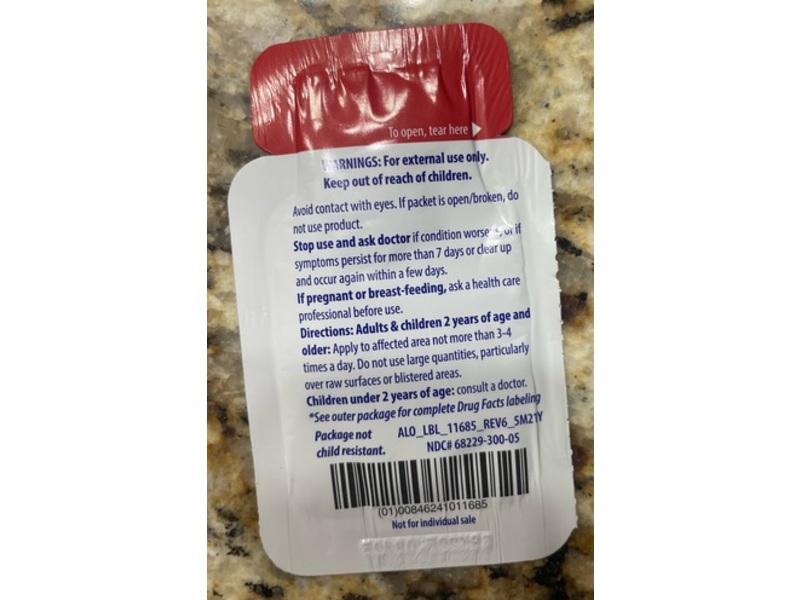 To open, tear here
WARNINGS: For external use only.
Keep out of reach of children.
Avoid contact with eyes. If packet is open/broken, do
not use product.
Stop use and ask doctor if condition worsens, or if
symptoms persist for more than 7 days or clear up
and occur again within a few days.
If pregnant or breast-feeding, ask a health care
professional before use.
Directions: Adults & children 2 years of age and
older: Apply to affected area not more than 3-4
times a day. Do not use large quantities, particularly
over raw surfaces or blistered areas.
Children under 2 years of age: consult a doctor.
*See outer package for complete Drug Facts labeling
Package not
child resistant.
ALO_LBL_11685_REV6_5M21Y
NDC# 68229-300-05
(01)00846241011685
Not for individual sale